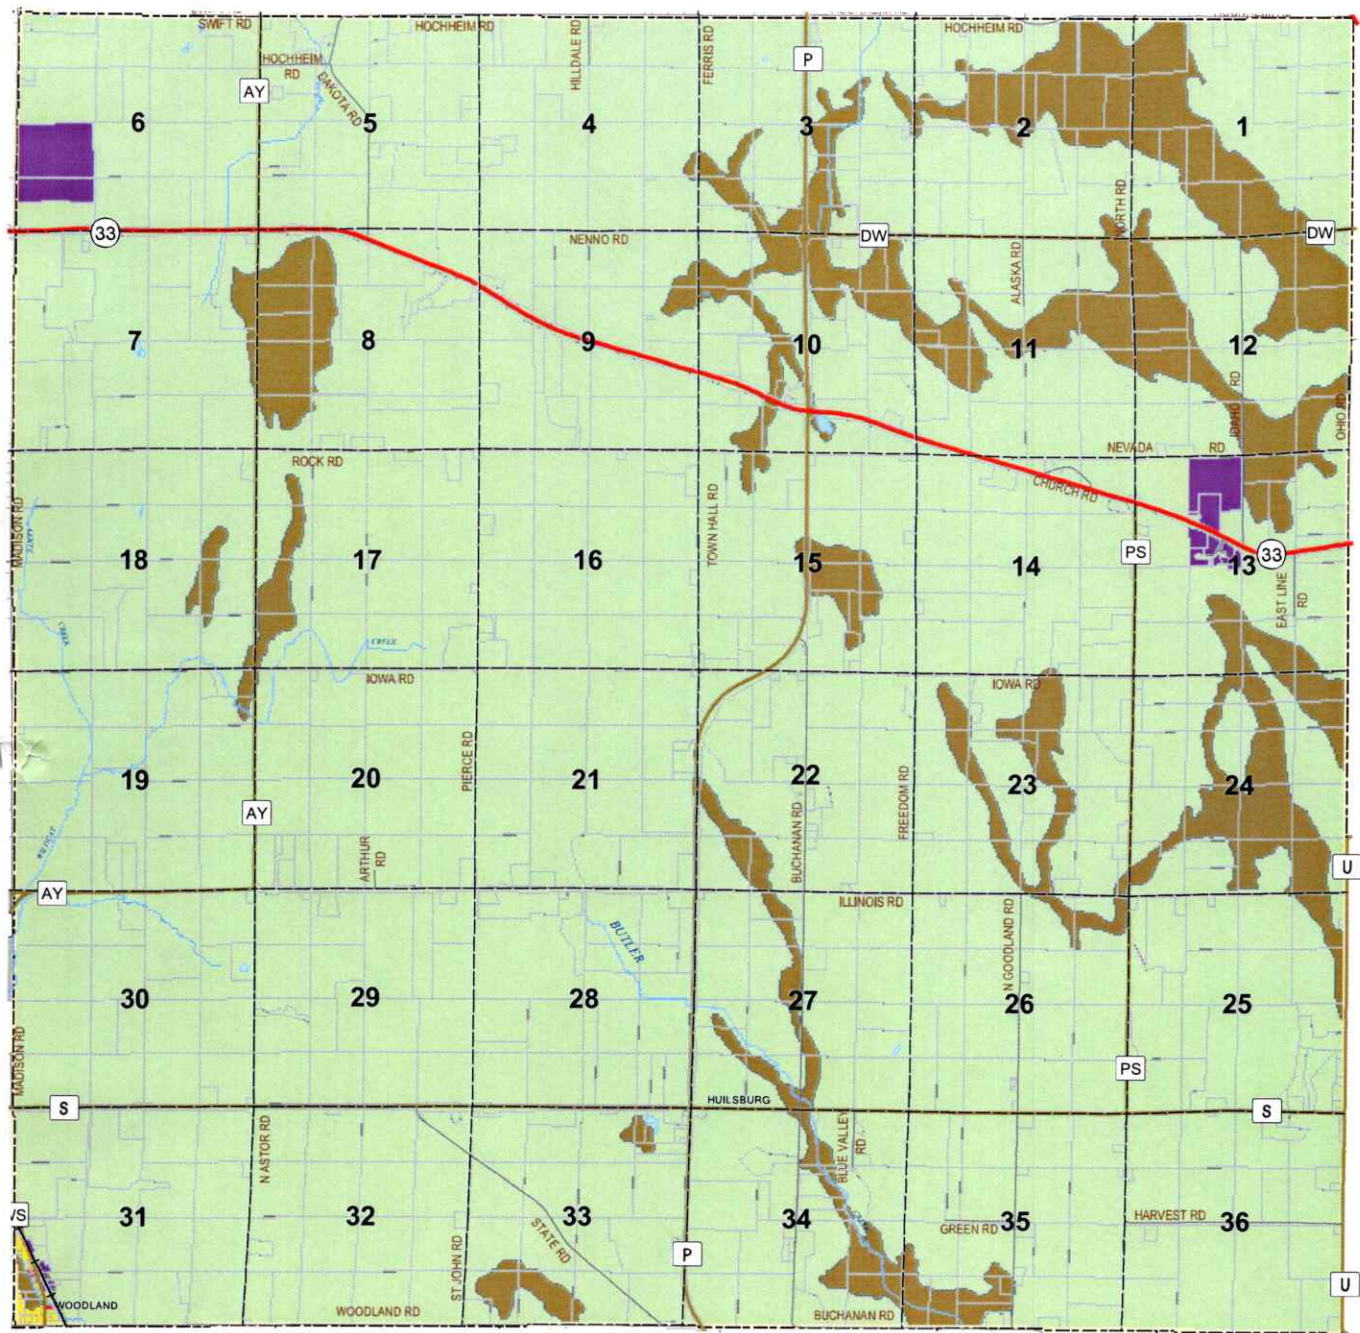 SWIFT RD
HOCHHEIM RD
HILLDALE RD
FERRIS RD
P
HOCHHEIM RD
HOCHHEIM
RD
AY
DAKOTA RD
6
5
4
3
2
1
33
NENNO RD
DW
NORTH RD
DW
ALASKA RD
7
8
9
10
11
12
IDAHO RD
OHIO RD
ROCK RD
NEVADA RD
CHURCH RD
MADISON RD
TOWN HALL RD
18
17
16
15
14
PS
13
33
EAST LINE
RD
CREEK
CREEK
IOWA RD
IOWA RD
19
20
PIERCE RD
21
22
FREEDOM RD
23
24
AY
BUCHANAN RD
WILDCAT
ARTHUR
RD
U
AY
ILLINOIS RD
N GOODLAND RD
BUTLER
30
29
28
27
26
25
MADISON RD
PS
S
HUILSBURG
S
N ASTOR RD
BLUE VALLEY
RD
31
32
33
34
35
36
STATE RD
GREEN RD
HARVEST RD
ST JOHN RD
P
U
WOODLAND
WOODLAND RD
BUCHANAN RD